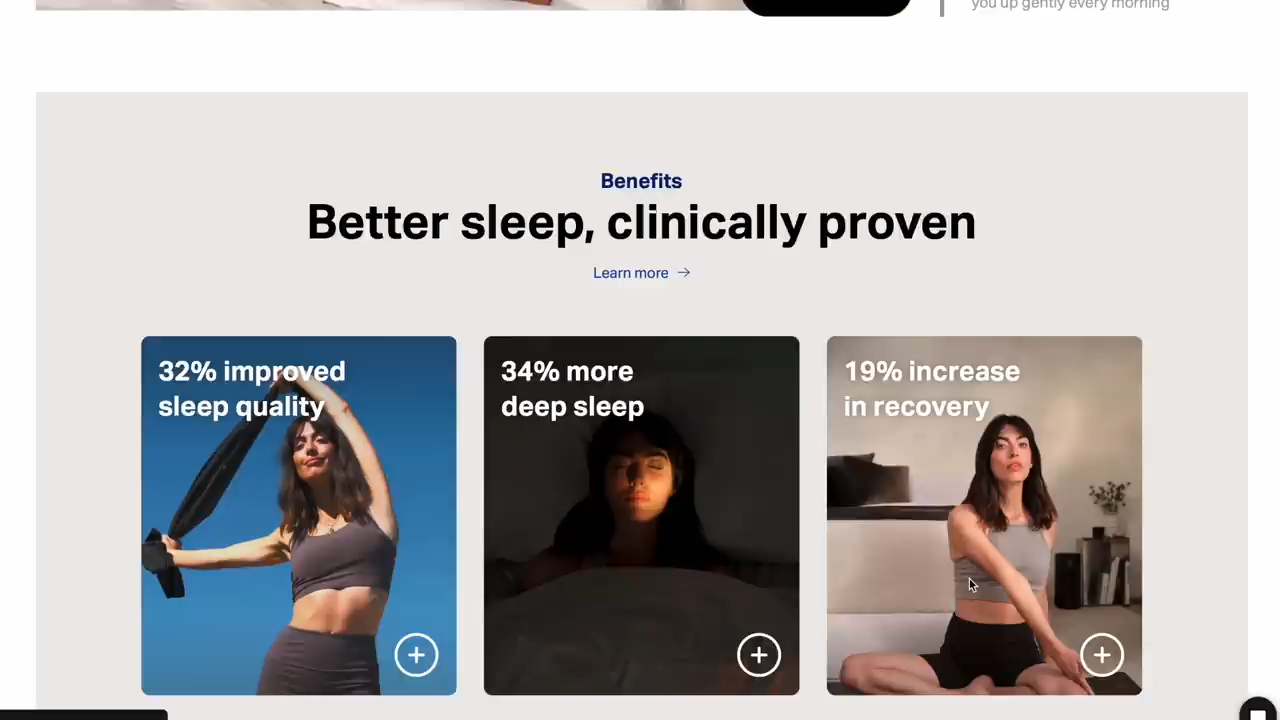 you up gently every morning
Benefits
Better sleep, clinically proven
Learn more →
32% improved
sleep quality
34% more
deep sleep
19% increase
in recovery